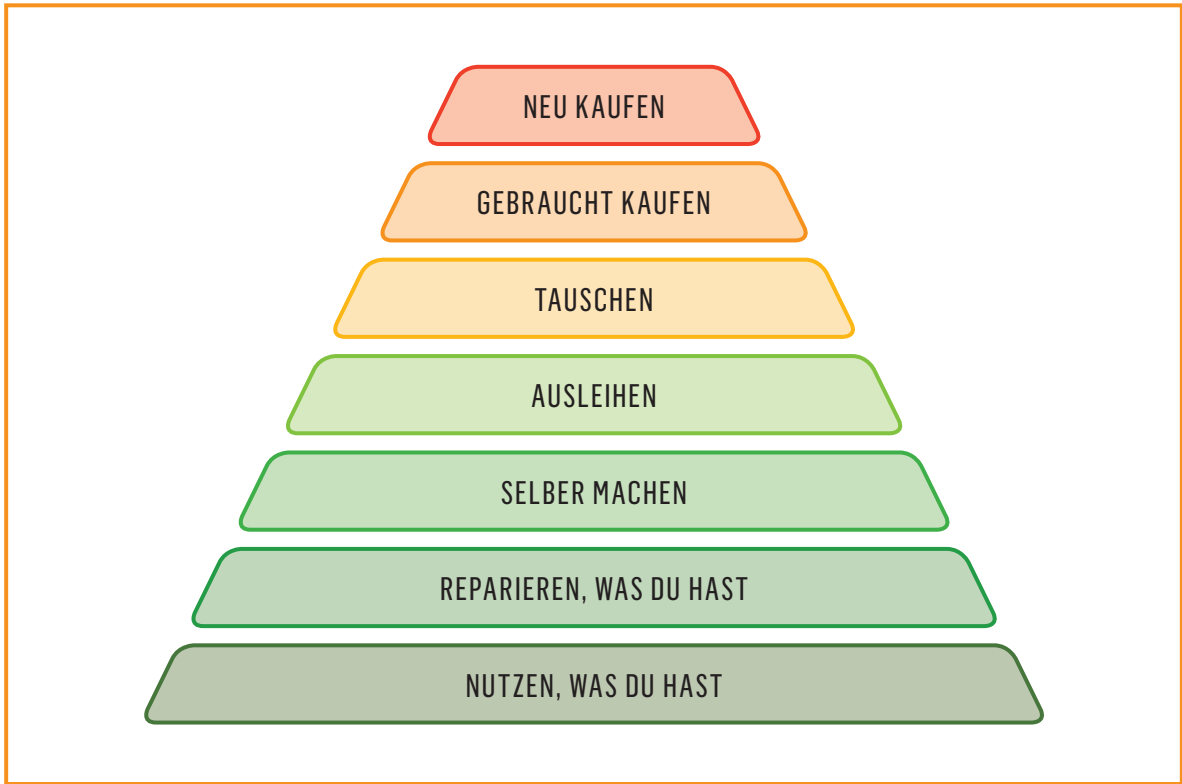 NEU KAUFEN
GEBRAUCHT KAUFEN
TAUSCHEN
AUSLEIHEN
SELBER MACHEN
REPARIEREN, WAS DU HAST
NUTZEN, WAS DU HAST